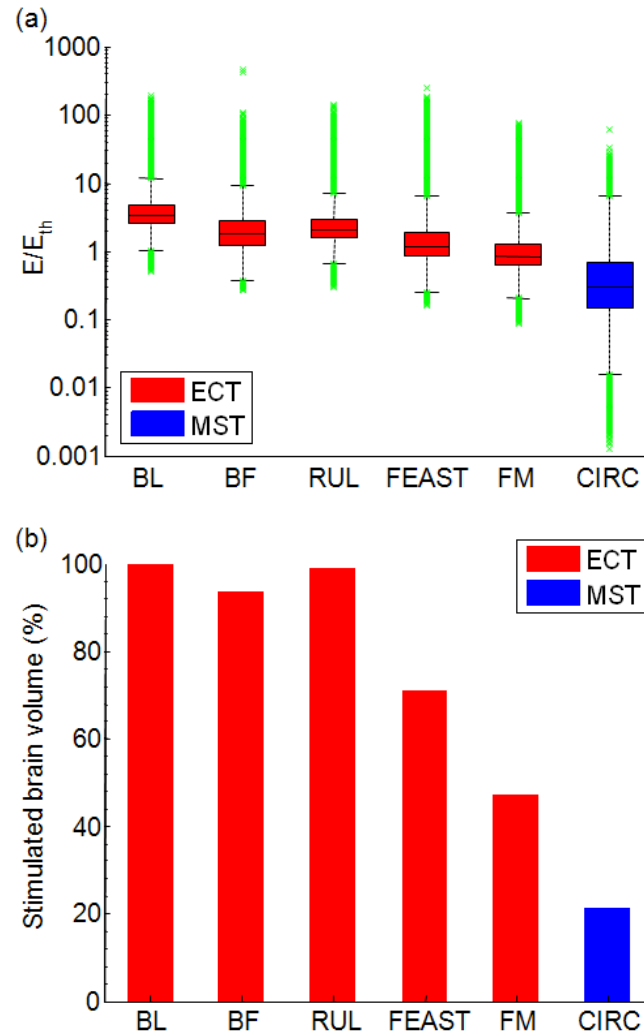 (a)
1000
100
10
1
0.1
0.01
0.001
E/E_th
ECT
MST
BL BF RUL FEAST FM CIRC
(b)
100
80
60
40
20
0
Stimulated brain volume (%)
ECT
MST
BL BF RUL FEAST FM CIRC